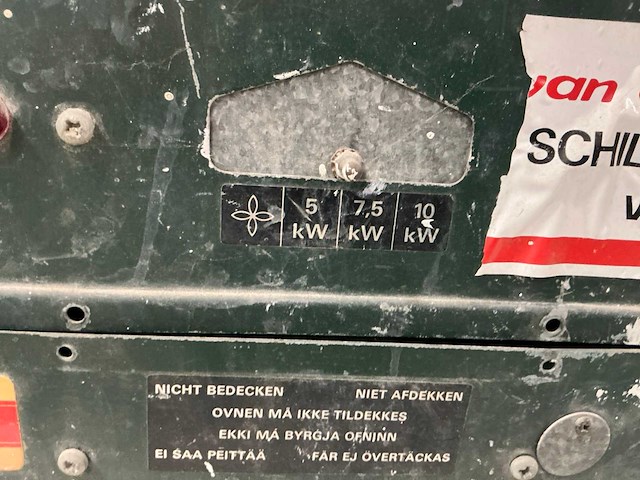 van
SCHIL
5 kW 7,5 kW 10 kW
NICHT BEDECKEN NIET AFDEKKEN
OVNEN MÅ IKKE TILDEKKES
EKKI MÁ BYRGJA OFNINN
EI SAA PEITTÄÄ FÅR EJ ÖVERTÄCKAS